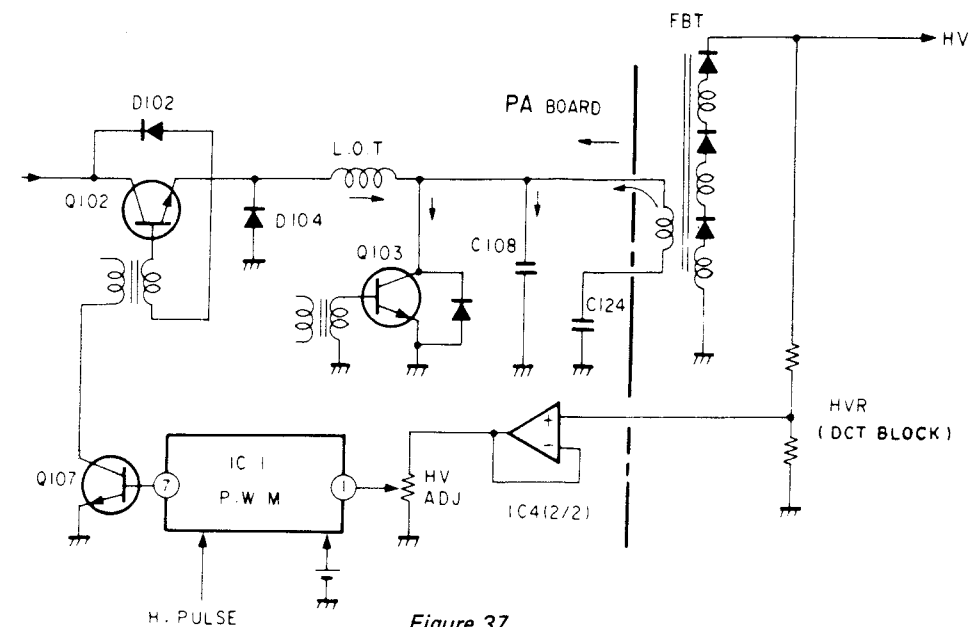 FBT
HV
D102
PA BOARD
L.O.T
Q102
D104
Q103
C108
C124
HVR
(DCT BLOCK)
IC 1
P.W M
7
1
Q107
HV
ADJ
+
−
IC4(2/2)
H. PULSE
Figure 37